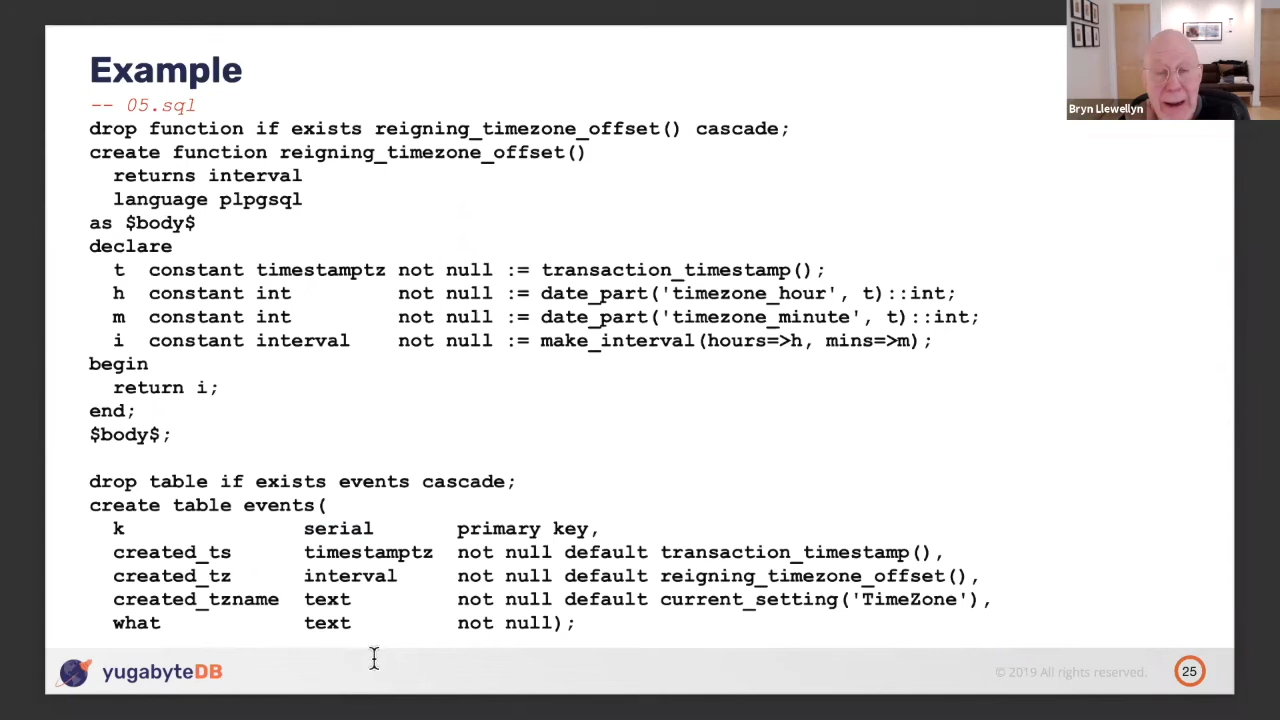 Example
-- 05.sql
drop function if exists reigning_timezone_offset() cascade;
create function reigning_timezone_offset()
  returns interval
  language plpgsql
as $body$
declare
  t  constant timestamptz not null := transaction_timestamp();
  h  constant int         not null := date_part('timezone_hour', t)::int;
  m  constant int         not null := date_part('timezone_minute', t)::int;
  i  constant interval    not null := make_interval(hours=>h, mins=>m);
begin
  return i;
end;
$body$;
drop table if exists events cascade;
create table events(
  k               serial       primary key,
  created_ts      timestamptz  not null default transaction_timestamp(),
  created_tz      interval     not null default reigning_timezone_offset(),
  created_tzname  text         not null default current_setting('TimeZone'),
  what            text         not null);
yugabyteDB
© 2019 All rights reserved.
25
Bryn Llewellyn